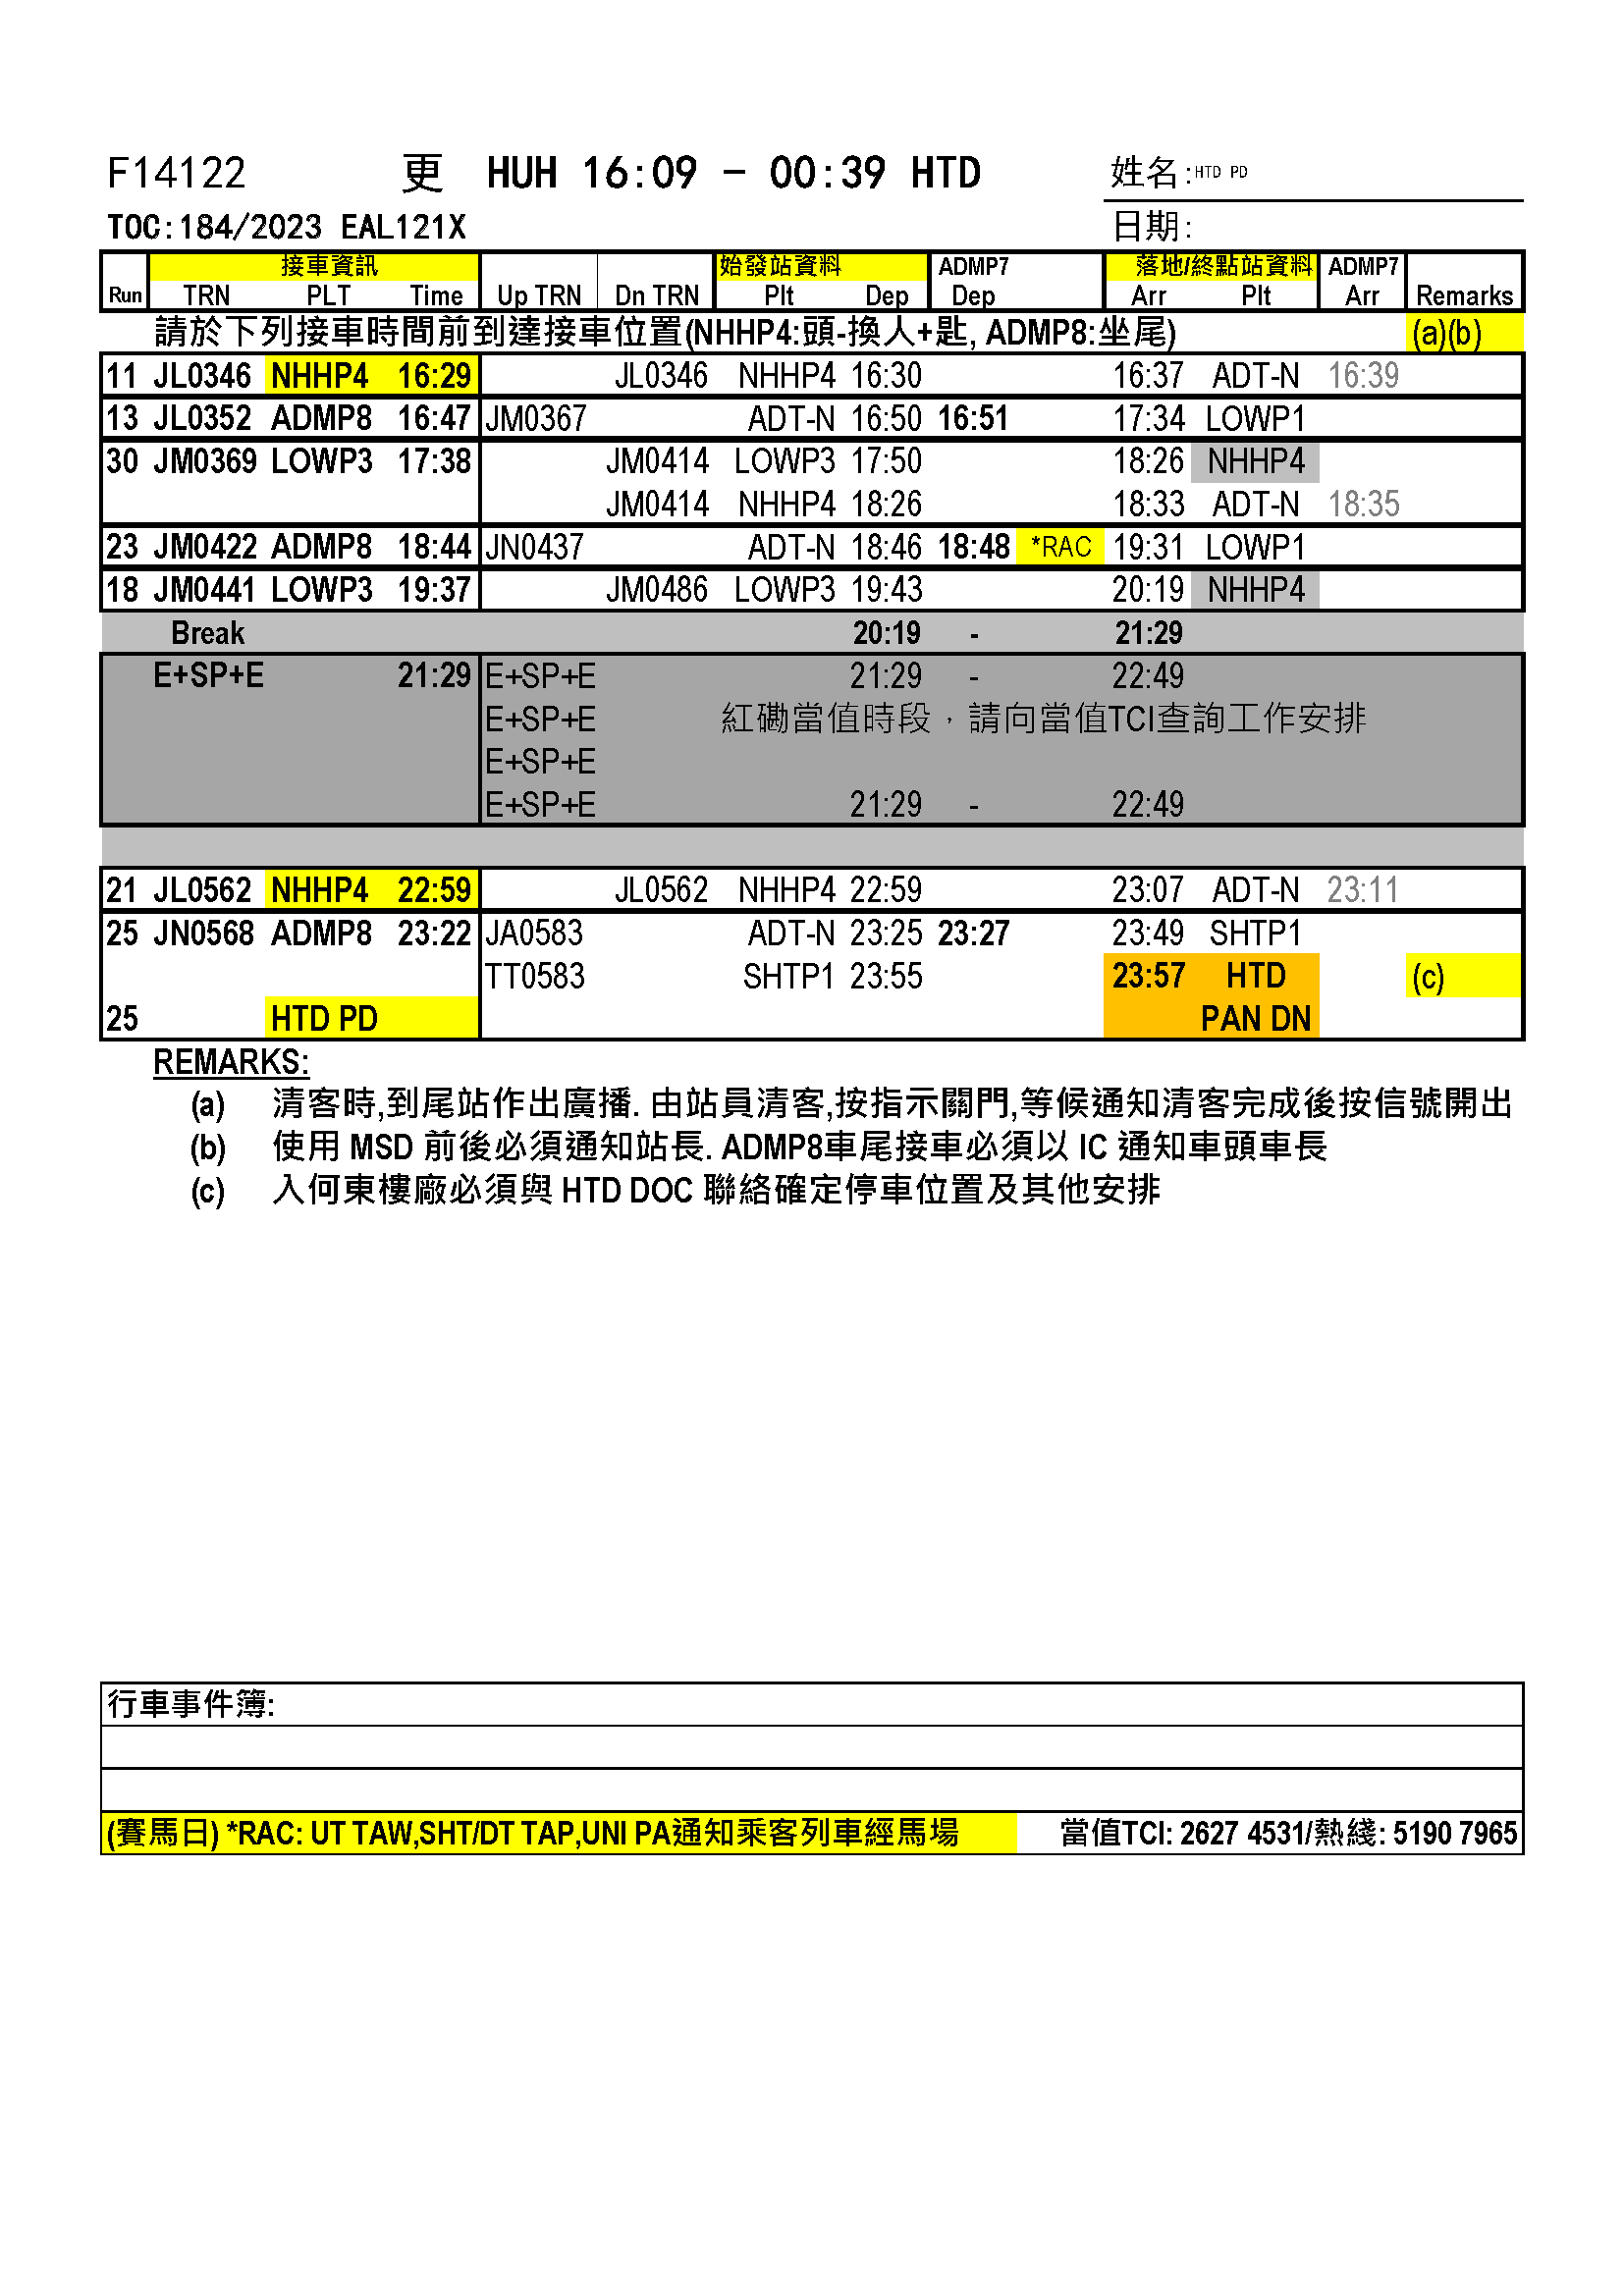 F14122 更 HUH 16:09 - 00:39 HTD 姓名:HTD PD
TOC:184/2023 EAL121X 日期:
接車資訊 始發站資料 ADMP7 落地/終點站資料 ADMP7
Run TRN PLT Time Up TRN Dn TRN Plt Dep Dep Arr Plt Arr Remarks
請於下列接車時間前到達接車位置(NHHP4:頭-換人+匙, ADMP8:坐尾) (a)(b)
11 JL0346 NHHP4 16:29 JL0346 NHHP4 16:30 16:37 ADT-N 16:39
13 JL0352 ADMP8 16:47 JM0367 ADT-N 16:50 16:51 17:34 LOWP1
30 JM0369 LOWP3 17:38 JM0414 LOWP3 17:50 18:26 NHHP4
JM0414 NHHP4 18:26 18:33 ADT-N 18:35
23 JM0422 ADMP8 18:44 JN0437 ADT-N 18:46 18:48 *RAC 19:31 LOWP1
18 JM0441 LOWP3 19:37 JM0486 LOWP3 19:43 20:19 NHHP4
Break 20:19 - 21:29
E+SP+E 21:29 E+SP+E 21:29 - 22:49
E+SP+E 紅磡當值時段，請向當值TCI查詢工作安排
E+SP+E
E+SP+E 21:29 - 22:49
21 JL0562 NHHP4 22:59 JL0562 NHHP4 22:59 23:07 ADT-N 23:11
25 JN0568 ADMP8 23:22 JA0583 ADT-N 23:25 23:27 23:49 SHTP1
TT0583 SHTP1 23:55 23:57 HTD (c)
25 HTD PD PAN DN
REMARKS:
(a) 清客時,到尾站作出廣播. 由站員清客,按指示關門,等候通知清客完成後按信號開出
(b) 使用 MSD 前後必須通知站長. ADMP8車尾接車必須以 IC 通知車頭車長
(c) 入何東樓廠必須與 HTD DOC 聯絡確定停車位置及其他安排
行車事件簿:
(賽馬日) *RAC: UT TAW,SHT/DT TAP,UNI PA通知乘客列車經馬場 當值TCI: 2627 4531/熱綫: 5190 7965